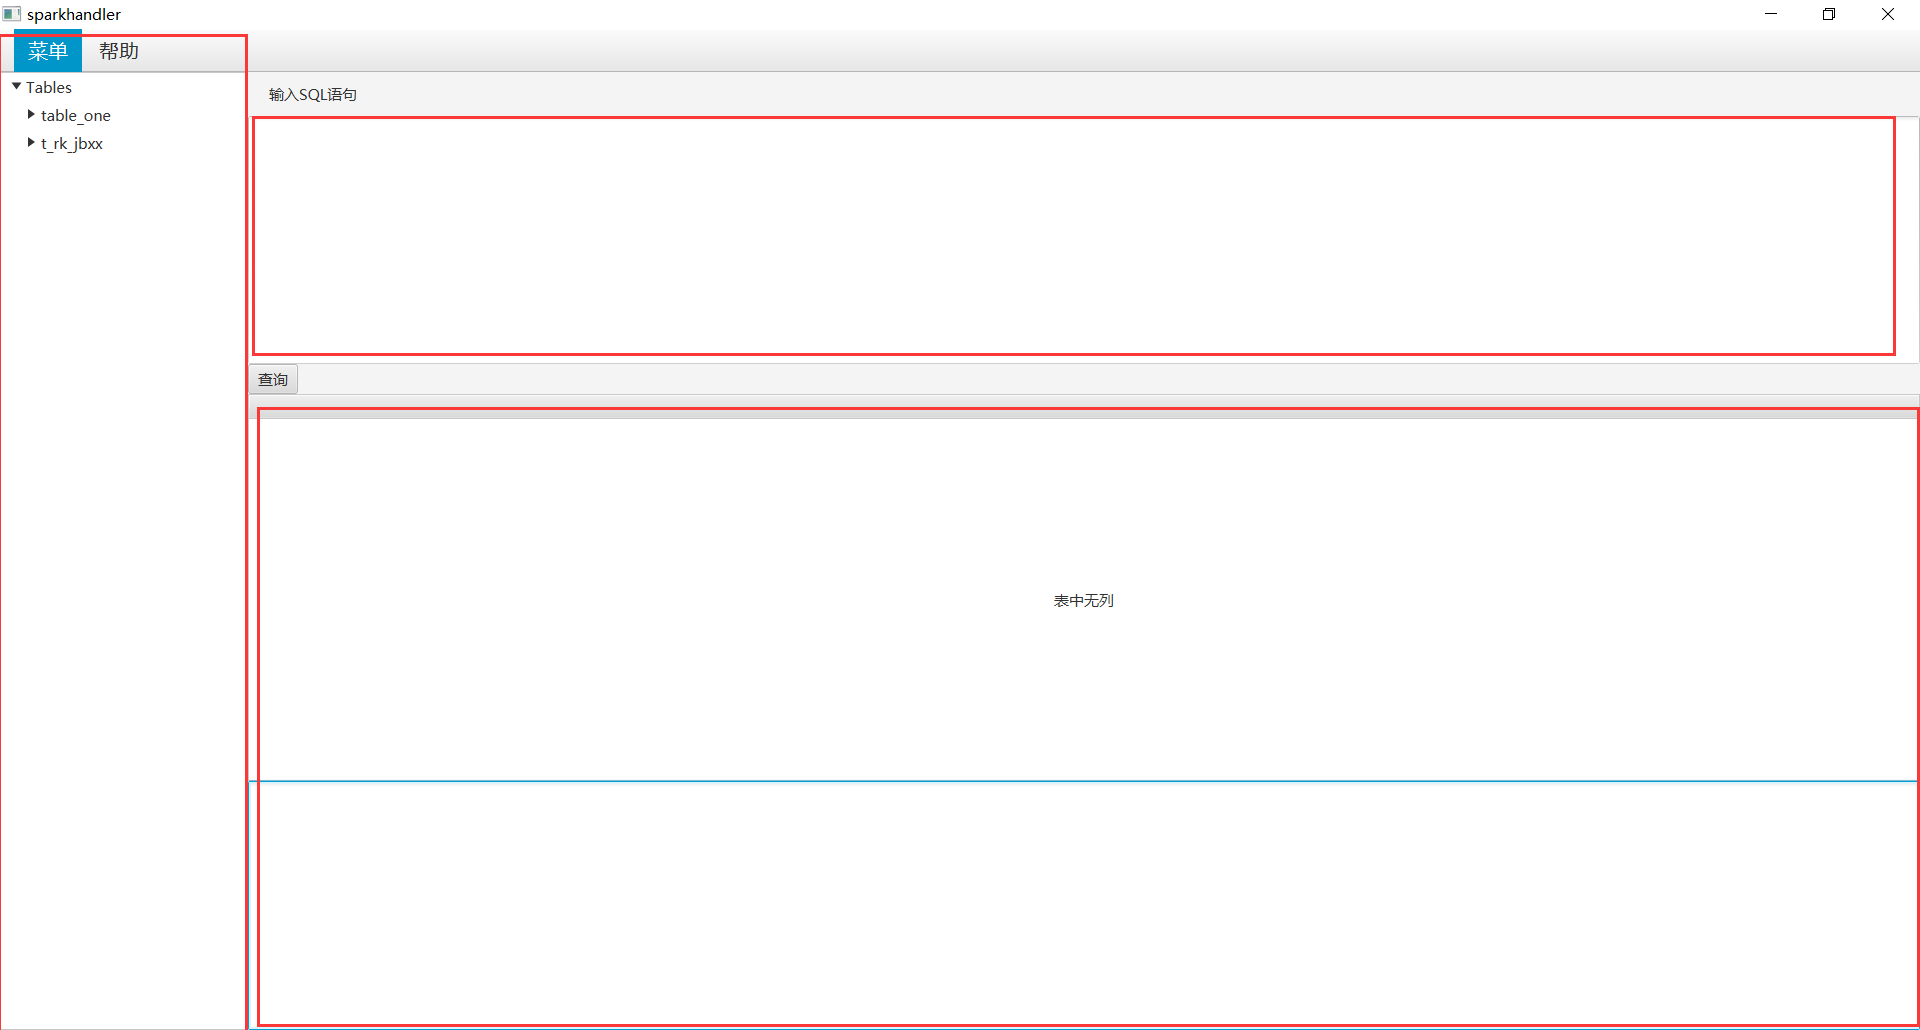 sparkhandler
菜单 帮助
Tables
table_one
t_rk_jbxx
输入SQL语句
查询
表中无列